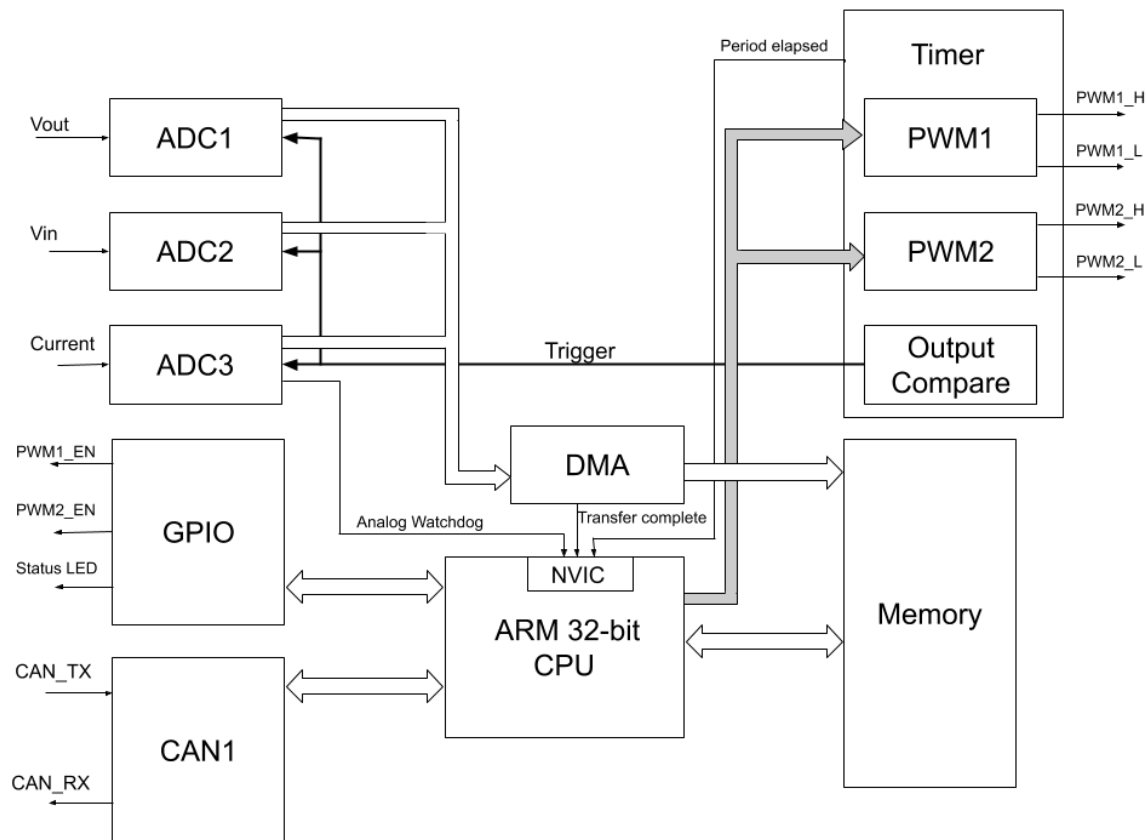 Period elapsed
Timer
PWM1_H
Vout
ADC1
PWM1
PWM1_L
PWM2_H
Vin
ADC2
PWM2
PWM2_L
Current
ADC3
Trigger
Output
Compare
PWM1_EN
DMA
PWM2_EN
GPIO
Analog Watchdog
Transfer complete
Status LED
NVIC
ARM 32-bit
CPU
Memory
CAN_TX
CAN1
CAN_RX